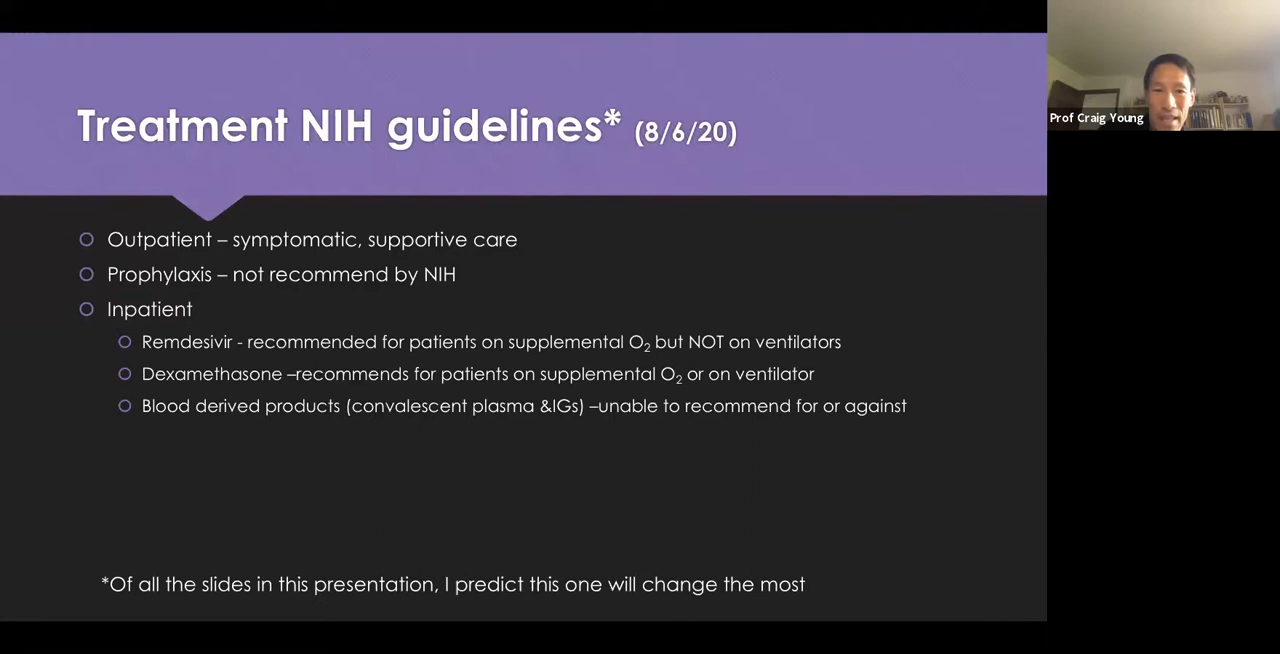 Treatment NIH guidelines* (8/6/20)
Prof Craig Young
Outpatient – symptomatic, supportive care
Prophylaxis – not recommend by NIH
Inpatient
Remdesivir - recommended for patients on supplemental O₂ but NOT on ventilators
Dexamethasone –recommends for patients on supplemental O₂ or on ventilator
Blood derived products (convalescent plasma &IGs) –unable to recommend for or against
*Of all the slides in this presentation, I predict this one will change the most